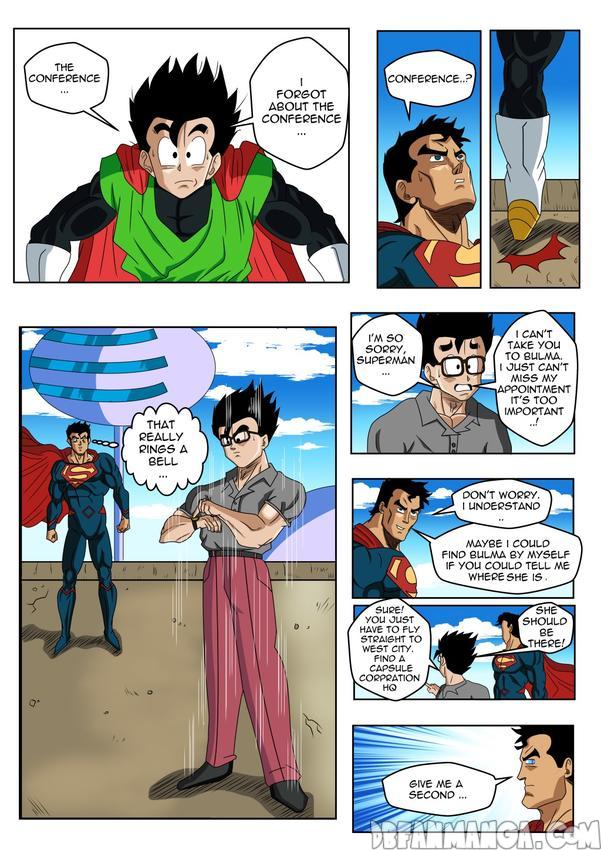 THE
CONFERENCE
...
I
FORGOT
ABOUT THE
CONFERENCE
...
CONFERENCE..?
THAT
REALLY
RINGS A
BELL
...
I'M SO
SORRY,
SUPERMAN
...
I CAN'T
TAKE YOU
TO BULMA.
I JUST CAN'T
MISS MY
APPOINTMENT
IT'S TOO
IMPORTANT
..!
DON'T WORRY.
I UNDERSTAND
..
MAYBE I COULD
FIND BULMA BY MYSELF
IF YOU COULD TELL ME
WHERE SHE IS.
SURE!
YOU JUST
HAVE TO FLY
STRAIGHT TO
WEST CITY.
FIND A
CAPSULE
CORPRATION
HQ
SHE
SHOULD
BE
THERE!
GIVE ME A
SECOND ...
DBFANMANGA.COM